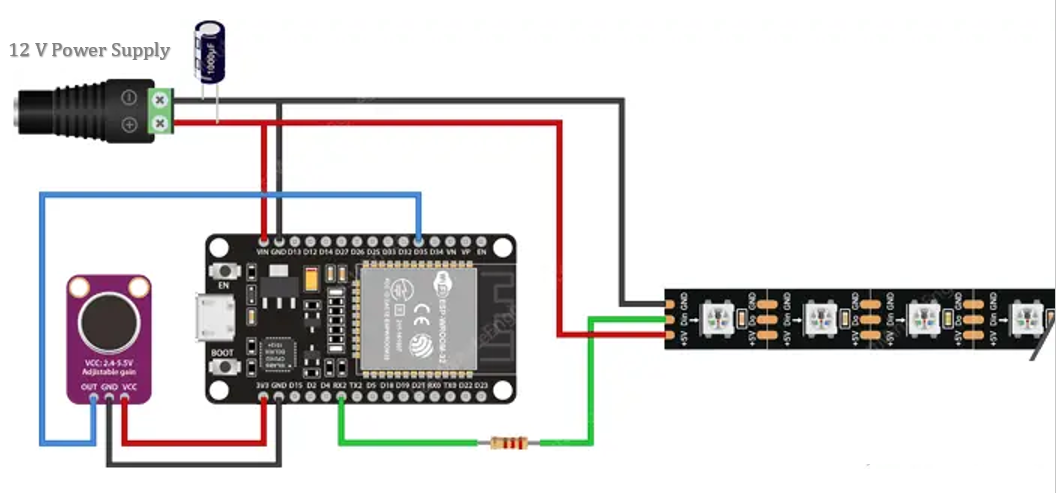 12 V Power Supply
1000µF
VIN GND D13 D12 D14 D27 D26 D25 D33 D32 D35 D34 VN VP EN
EN
BOOT
ESP-WROOM-32
3V3 GND D15 D2 D4 RX2 TX2 D5 D18 D19 D21 RX0 TX0 D22 D23
VCC: 2.4-5.5V
Adjistable gain
OUT GND VCC
GND
Din
+5V
GND
Do
+5V
GND
Din
+5V
GND
Do
+5V
GND
Din
+5V
GND
Do
+5V
GND
Din
+5V